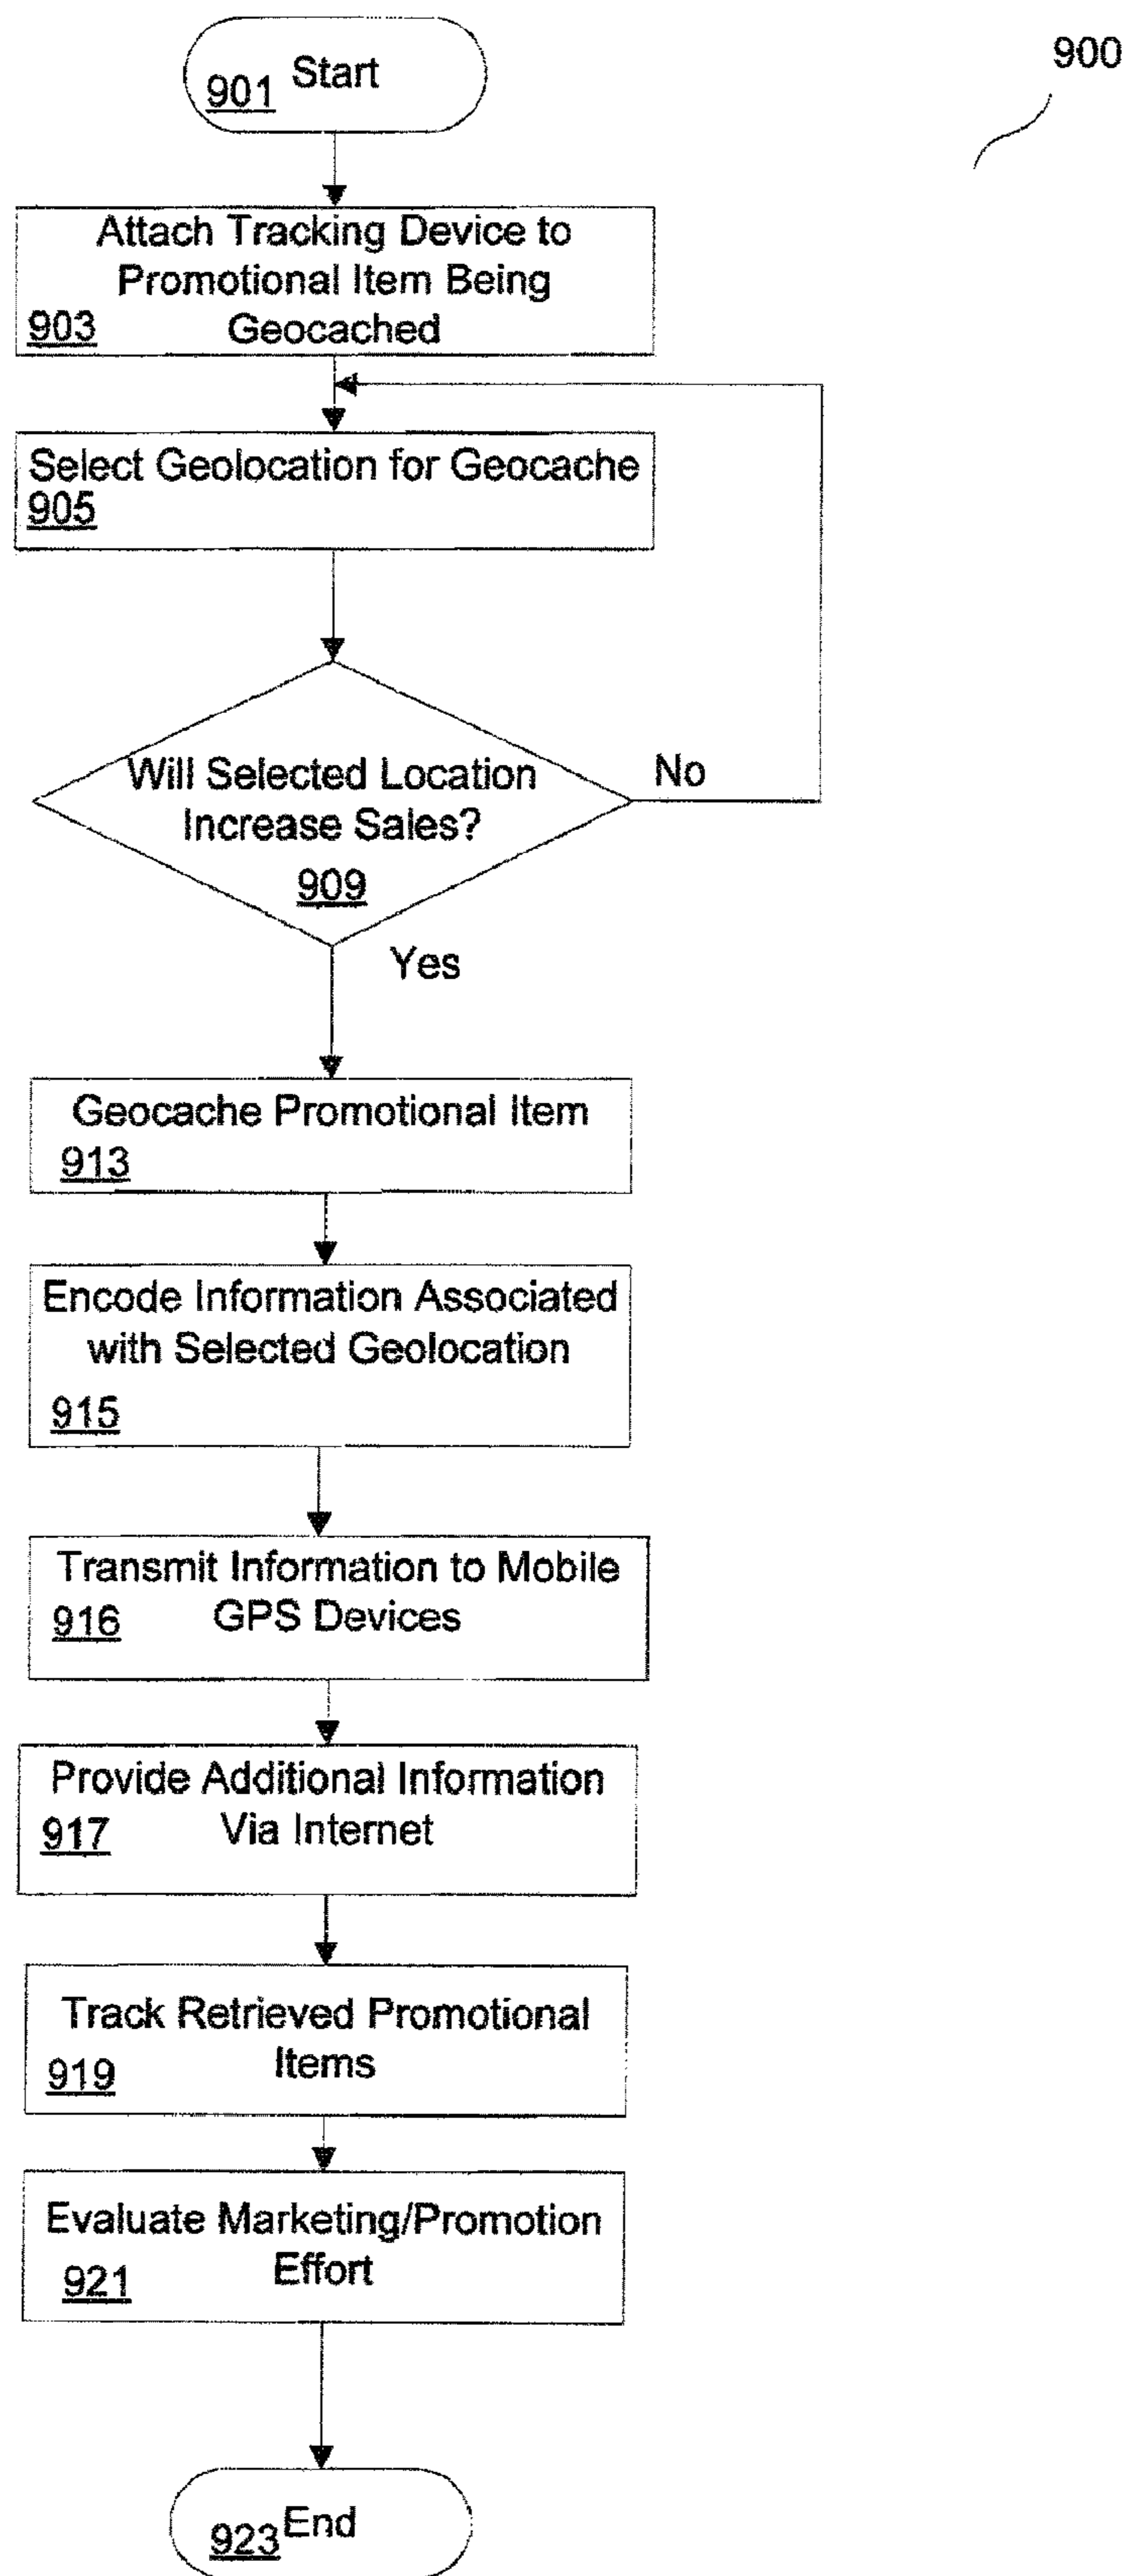 900
Start
901
Attach Tracking Device to
Promotional Item Being
Geocached
903
Select Geolocation for Geocache
905
Will Selected Location
Increase Sales?
909
No
Yes
Geocache Promotional Item
913
Encode Information Associated
with Selected Geolocation
915
Transmit Information to Mobile
GPS Devices
916
Provide Additional Information
Via Internet
917
Track Retrieved Promotional
Items
919
Evaluate Marketing/Promotion
Effort
921
End
923